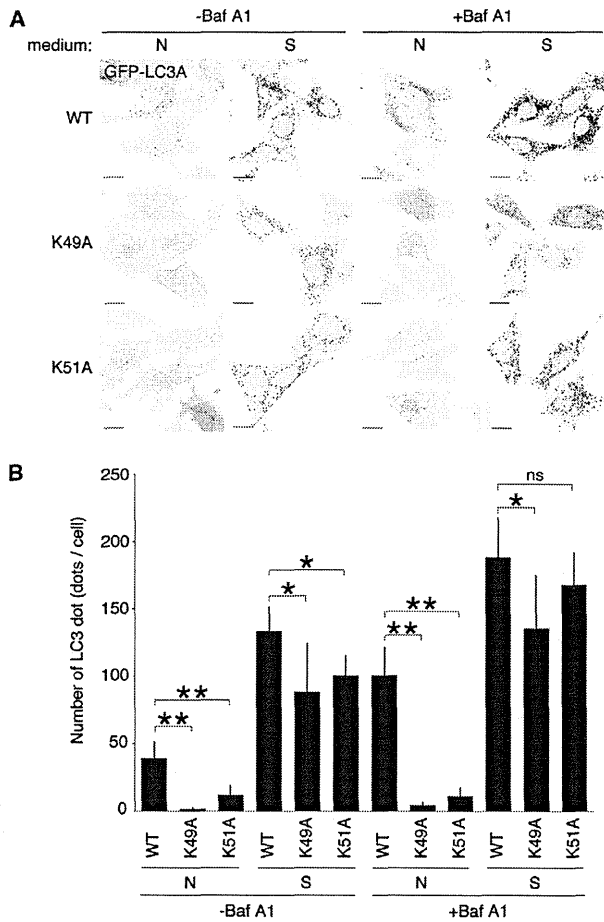 A
-Baf A1 +Baf A1
medium: N S N S
GFP-LC3A
WT
K49A
K51A
B
Number of LC3 dot (dots / cell)
250
200
150
100
50
0
** ** * * ** ** * ns
WT K49A K51A WT K49A K51A WT K49A K51A WT K49A K51A
N S N S
-Baf A1 +Baf A1